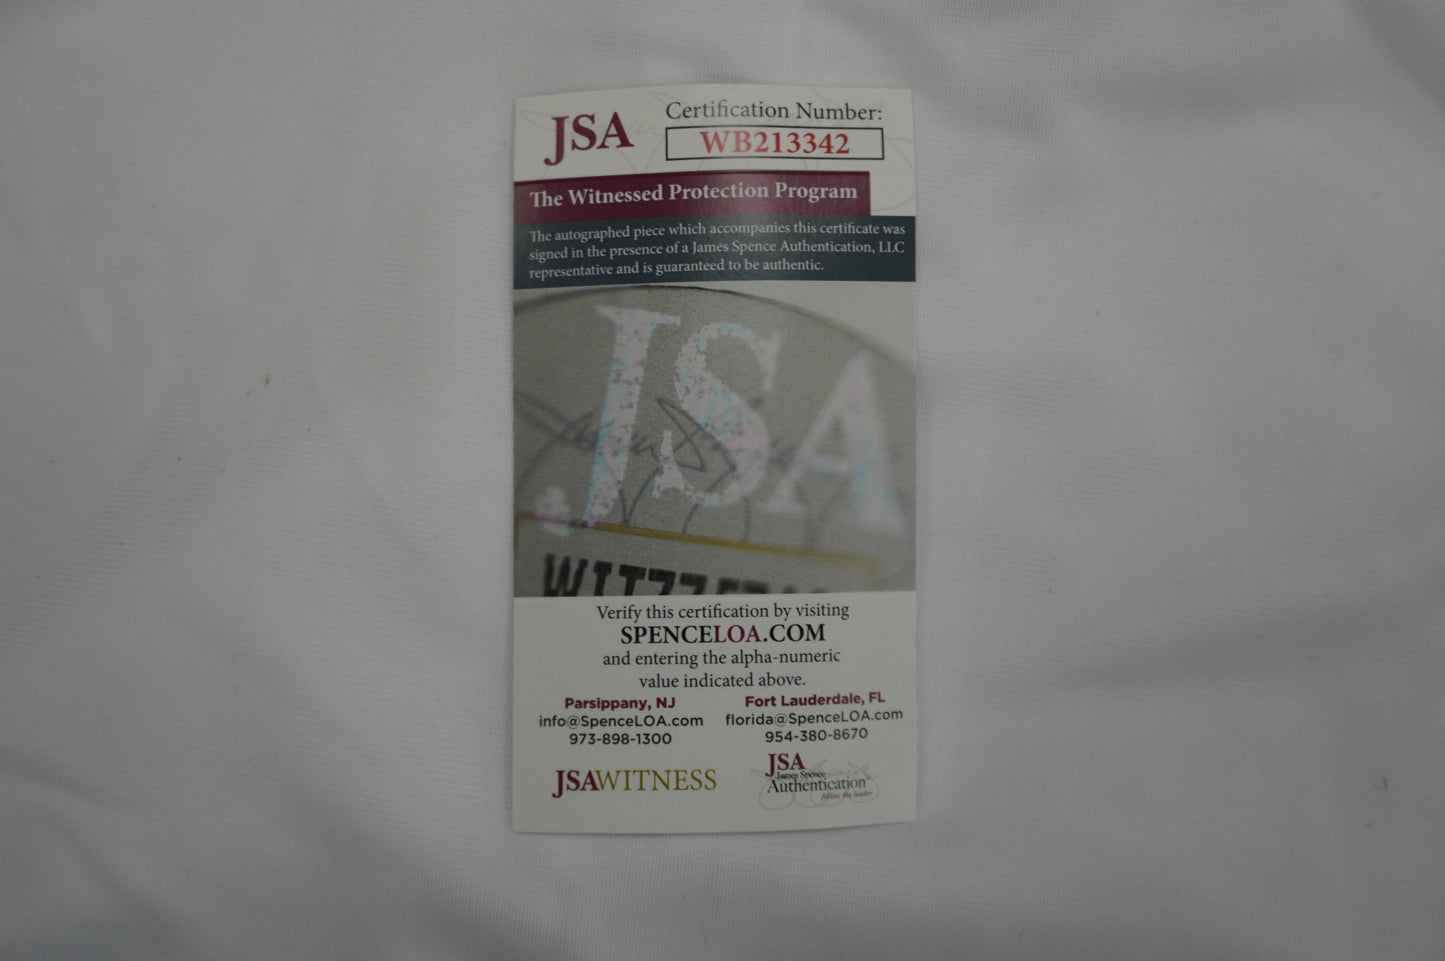 JSA
Certification Number:
WB213342
The Witnessed Protection Program
The autographed piece which accompanies this certificate was
signed in the presence of a James Spence Authentication, LLC
representative and is guaranteed to be authentic.
JSA
Verify this certification by visiting
SPENCELOA.COM
and entering the alpha-numeric
value indicated above.
Parsippany, NJ
info@SpenceLOA.com
973-898-1300
Fort Lauderdale, FL
florida@SpenceLOA.com
954-380-8670
JSAWITNESS
JSA
James Spence
Authentication
follow the leader